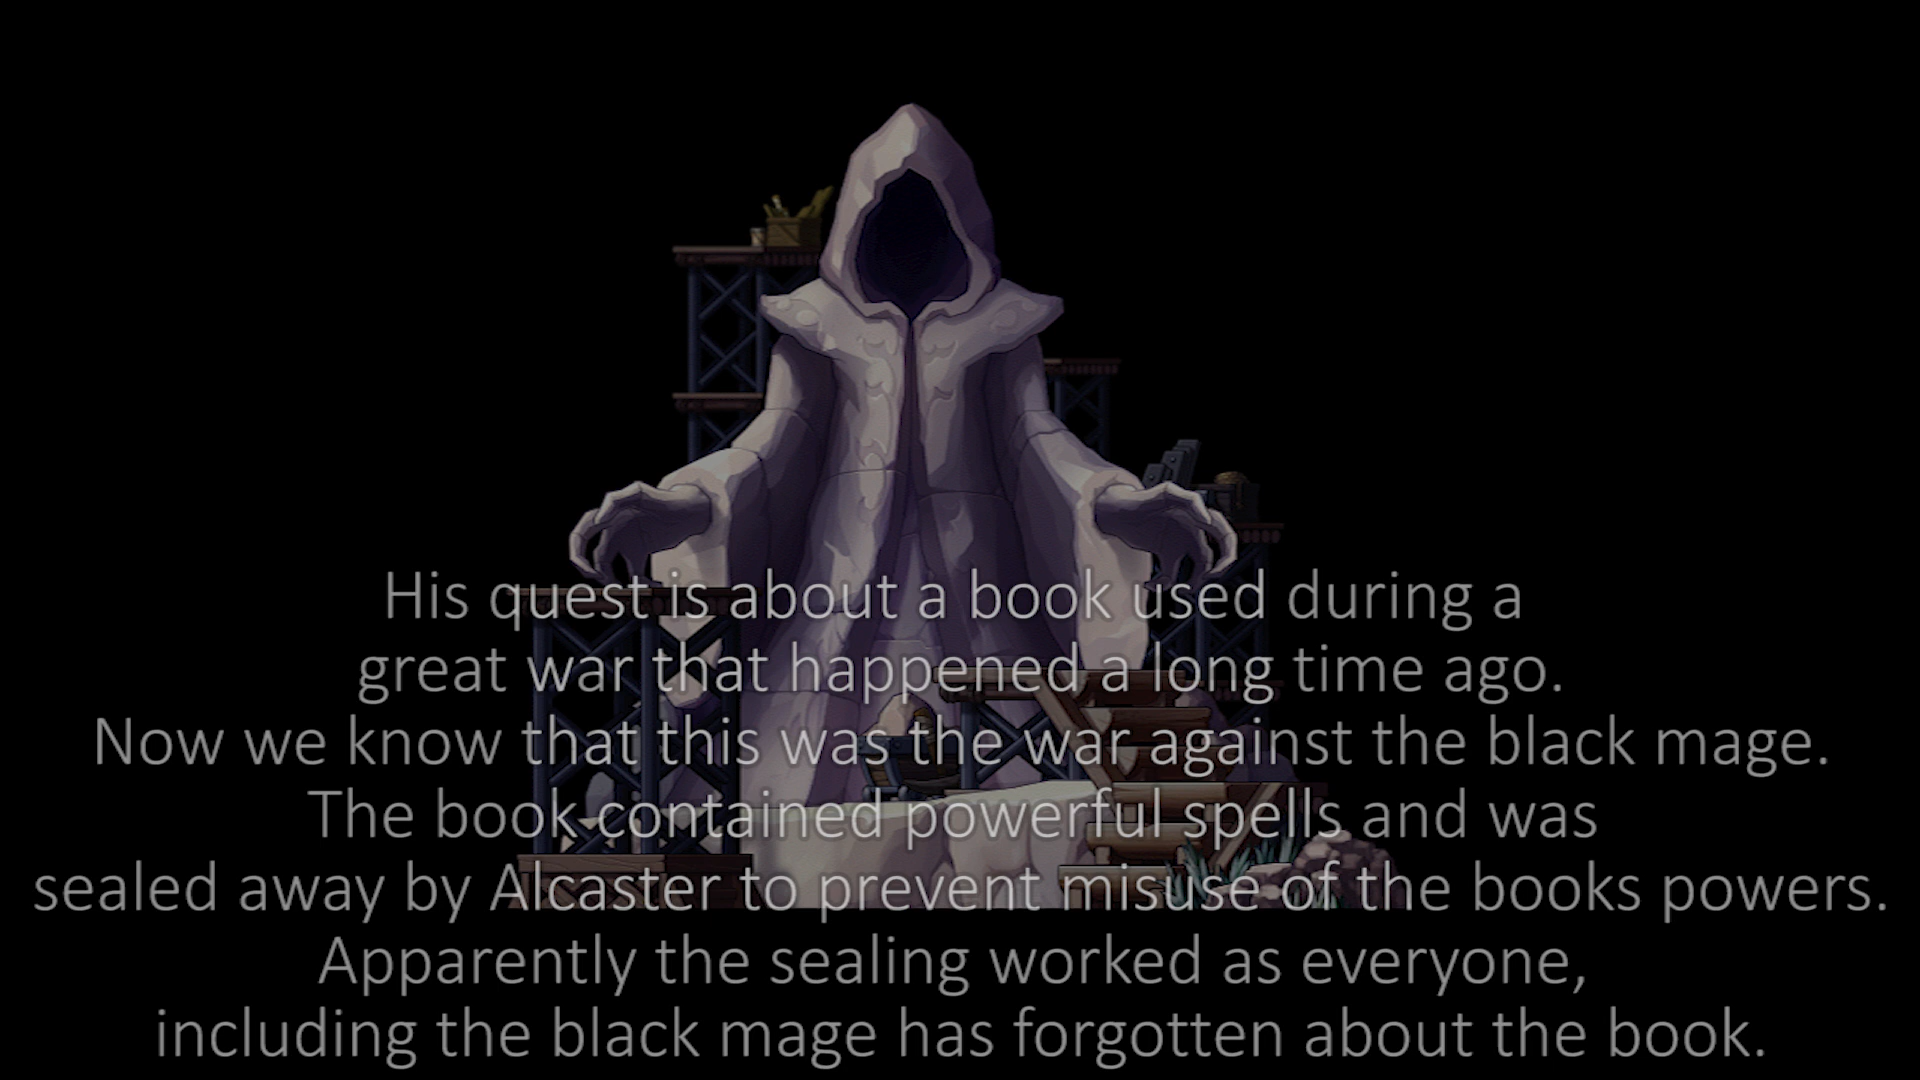 His quest is about a book used during a
great war that happened a long time ago.
Now we know that this was the war against the black mage.
The book contained powerful spells and was
sealed away by Alcaster to prevent misuse of the books powers.
Apparently the sealing worked as everyone,
including the black mage has forgotten about the book.